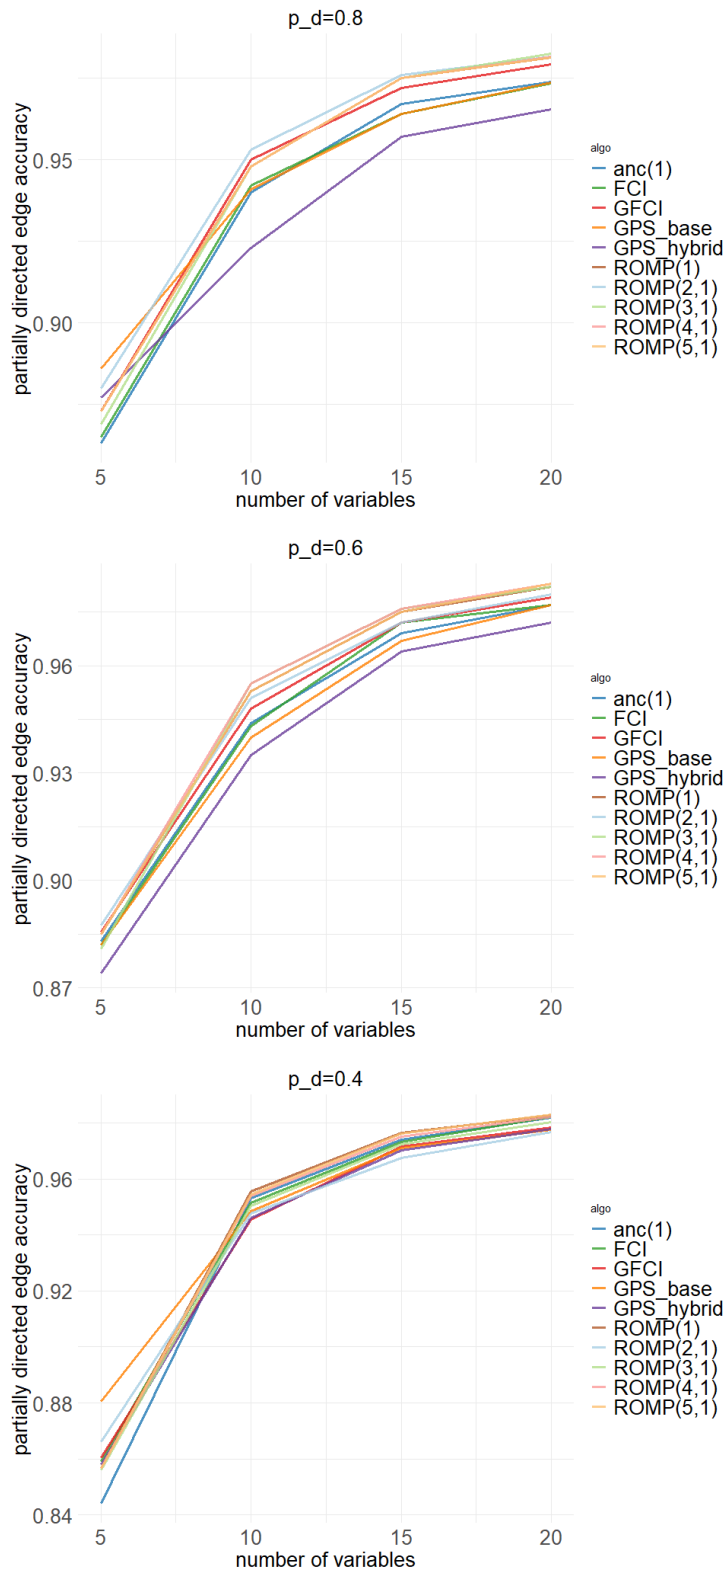 p_d=0.8
partially directed edge accuracy
0.95
0.90
5 10 15 20
number of variables
algo
anc(1)
FCI
GFCI
GPS_base
GPS_hybrid
ROMP(1)
ROMP(2,1)
ROMP(3,1)
ROMP(4,1)
ROMP(5,1)
p_d=0.6
partially directed edge accuracy
0.96
0.93
0.90
0.87
5 10 15 20
number of variables
algo
anc(1)
FCI
GFCI
GPS_base
GPS_hybrid
ROMP(1)
ROMP(2,1)
ROMP(3,1)
ROMP(4,1)
ROMP(5,1)
p_d=0.4
partially directed edge accuracy
0.96
0.92
0.88
0.84
5 10 15 20
number of variables
algo
anc(1)
FCI
GFCI
GPS_base
GPS_hybrid
ROMP(1)
ROMP(2,1)
ROMP(3,1)
ROMP(4,1)
ROMP(5,1)